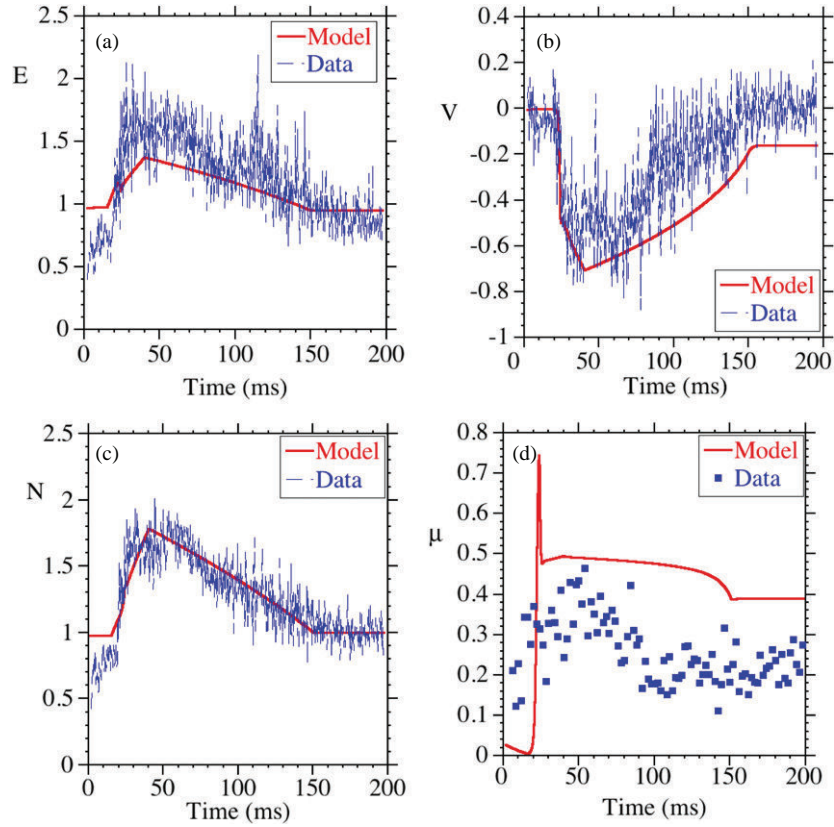 (a)
Model
Data
E
2.5
2
1.5
1
0.5
0
0 50 100 150 200
Time (ms)
(b)
V
0.4
0.2
0
-0.2
-0.4
-0.6
-0.8
-1
Model
Data
0 50 100 150 200
Time (ms)
(c)
Model
Data
N
2.5
2
1.5
1
0.5
0
0 50 100 150 200
Time (ms)
(d)
Model
Data
μ
0.8
0.7
0.6
0.5
0.4
0.3
0.2
0.1
0
0 50 100 150 200
Time (ms)